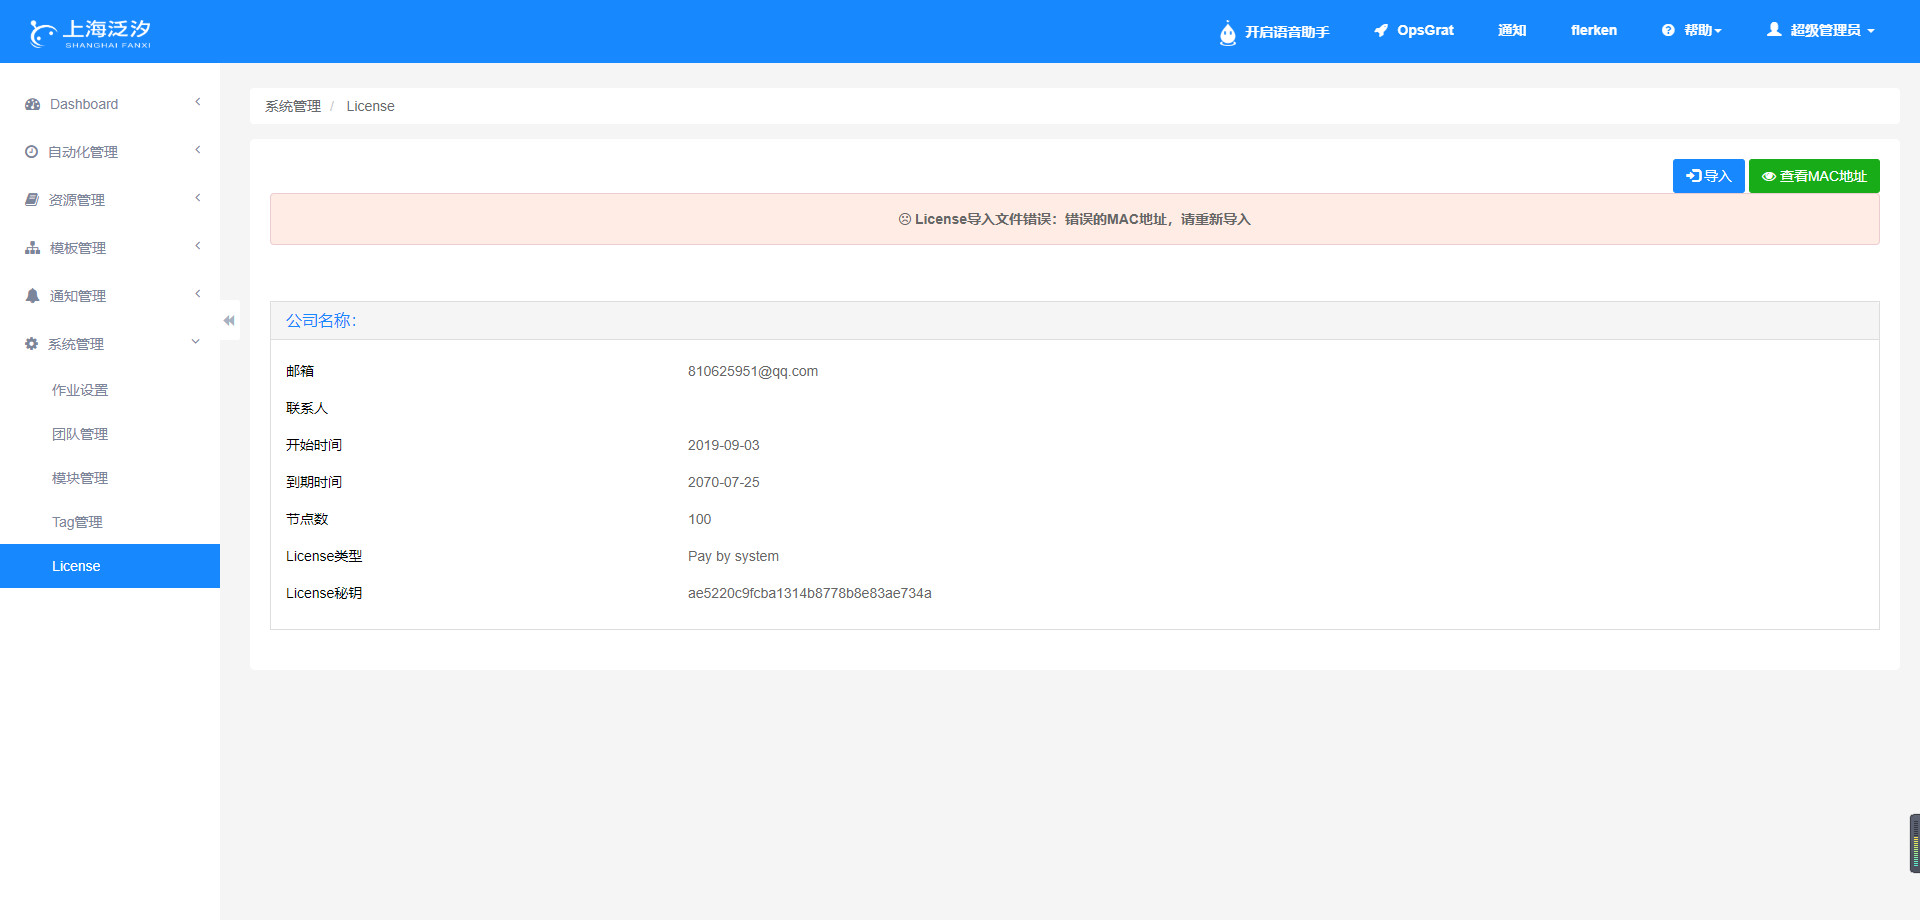 上海泛汐
SHANGHAI FANXI
开启语音助手
OpsGrat
通知
flerken
帮助
超级管理员
Dashboard
自动化管理
资源管理
模板管理
通知管理
系统管理
作业设置
团队管理
模块管理
Tag管理
License
系统管理 / License
导入
查看MAC地址
License导入文件错误：错误的MAC地址，请重新导入
公司名称：
邮箱 810625951@qq.com
联系人
开始时间 2019-09-03
到期时间 2070-07-25
节点数 100
License类型 Pay by system
License秘钥 ae5220c9fcba1314b8778b8e83ae734a